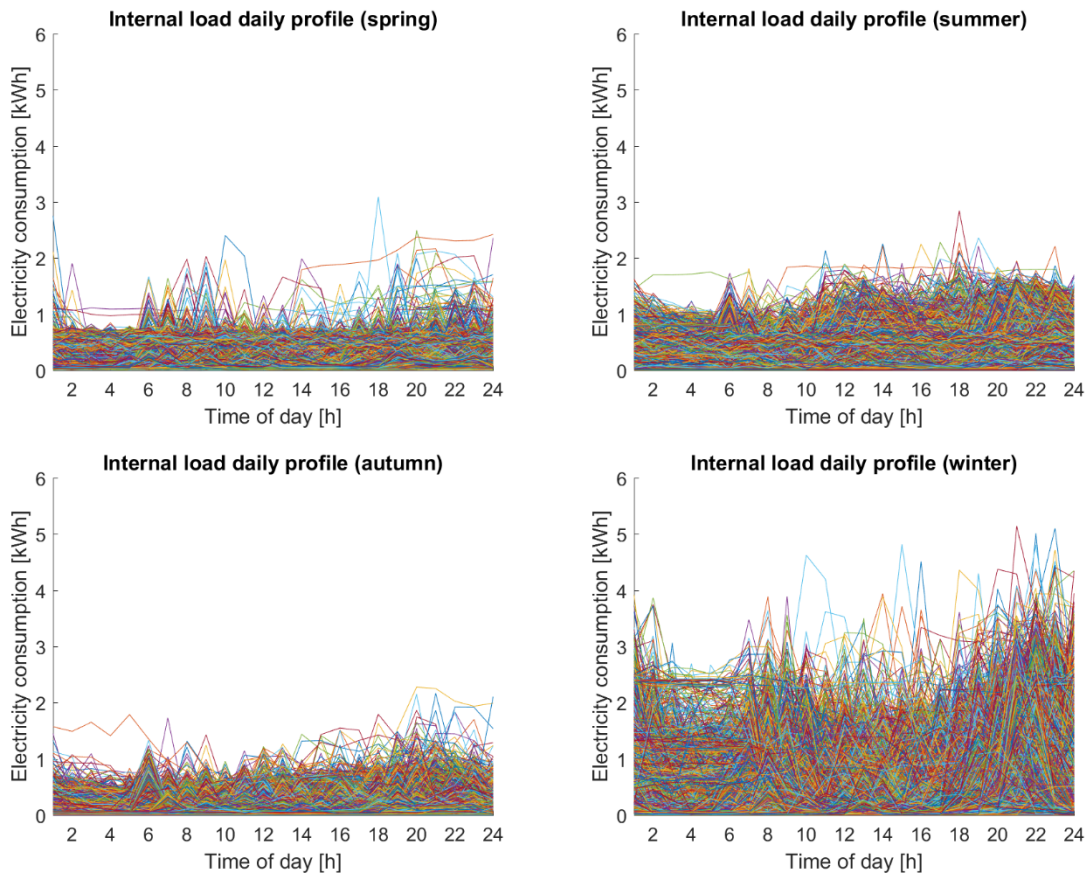 Internal load daily profile (spring)
Electricity consumption [kWh]
6
5
4
3
2
1
0
2 4 6 8 10 12 14 16 18 20 22 24
Time of day [h]
Internal load daily profile (summer)
Electricity consumption [kWh]
6
5
4
3
2
1
0
2 4 6 8 10 12 14 16 18 20 22 24
Time of day [h]
Internal load daily profile (autumn)
Electricity consumption [kWh]
6
5
4
3
2
1
0
2 4 6 8 10 12 14 16 18 20 22 24
Time of day [h]
Internal load daily profile (winter)
Electricity consumption [kWh]
6
5
4
3
2
1
0
2 4 6 8 10 12 14 16 18 20 22 24
Time of day [h]